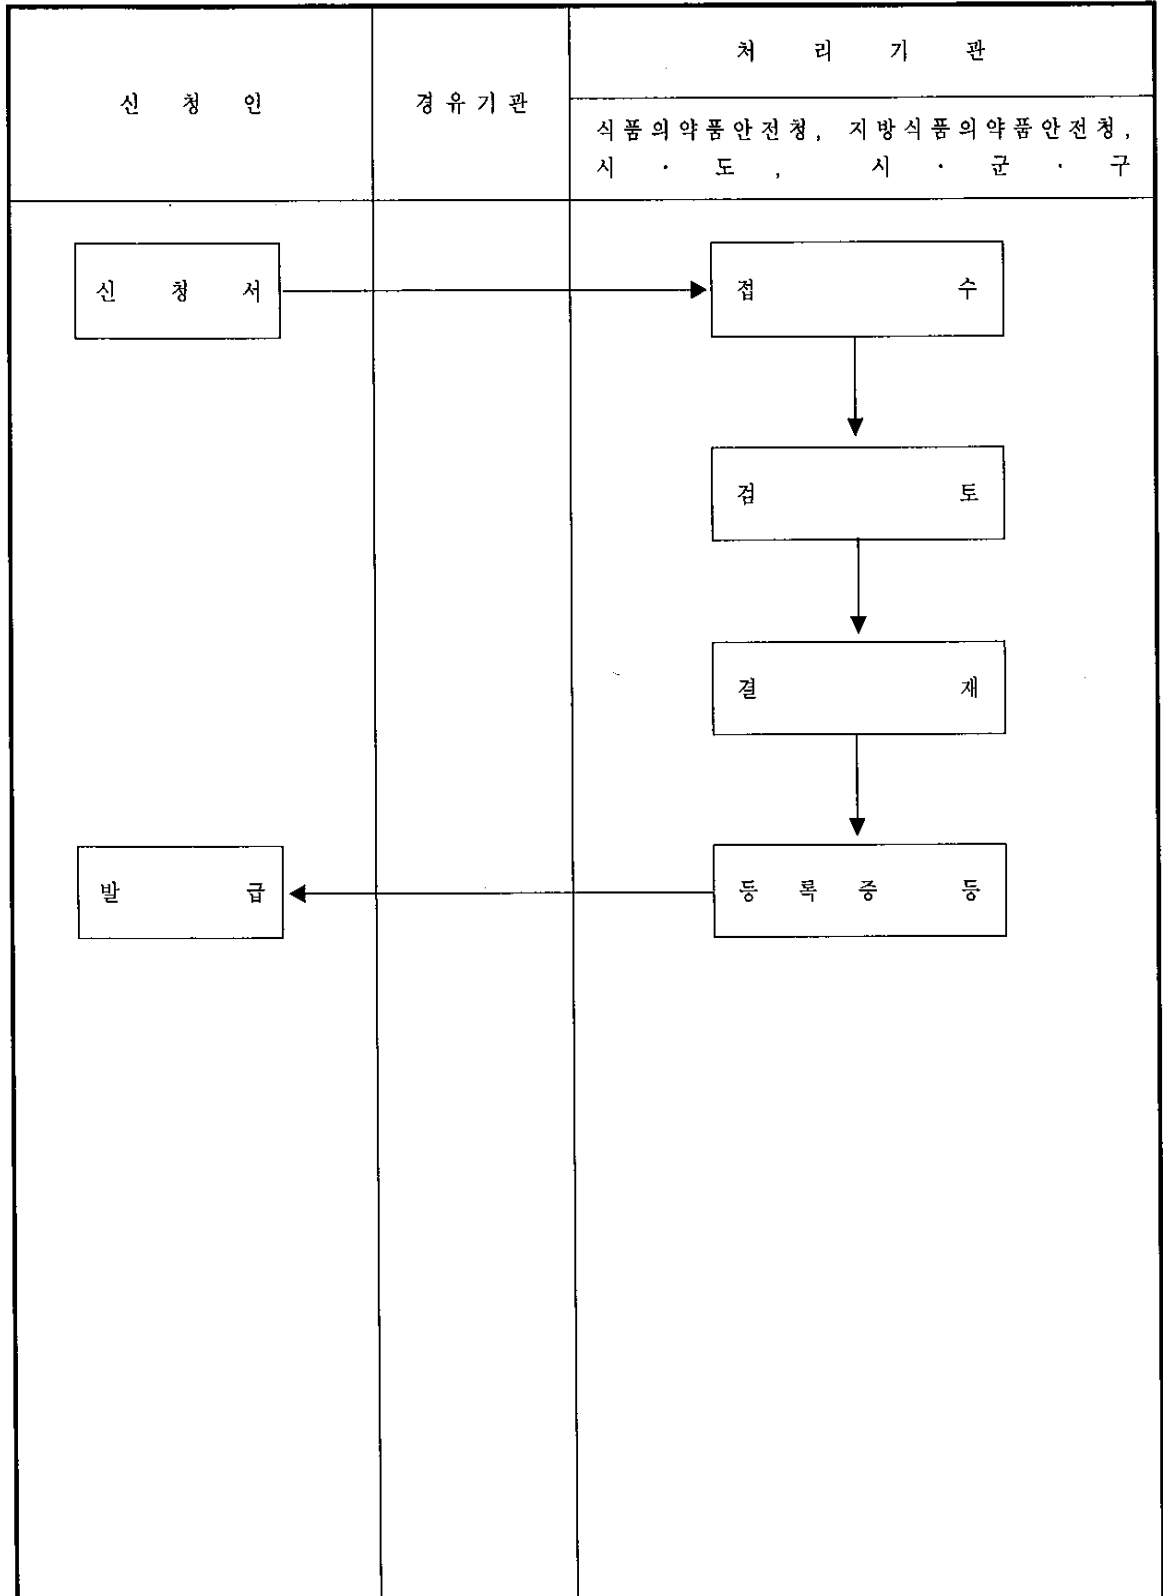 신청인
경유기관
처리기관
식품의약품안전청, 지방식품의약품안전청,
시 · 도, 시 · 군 · 구
신청서
접수
검토
결재
발급
등록증 등